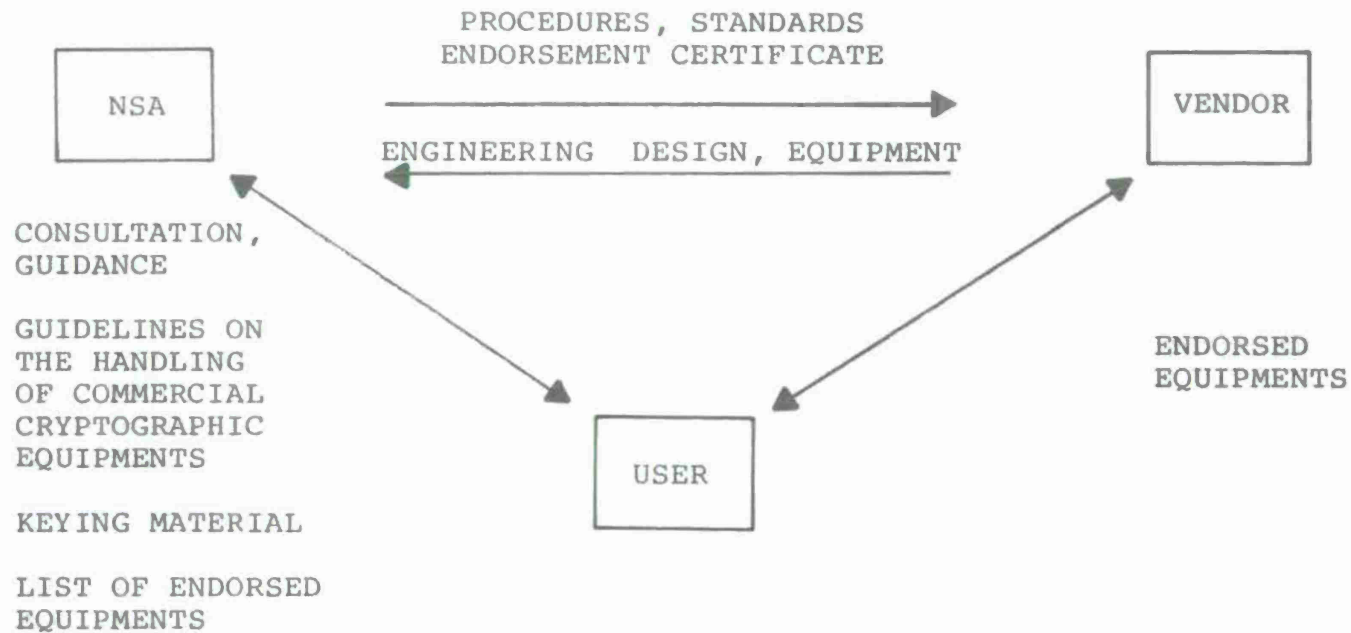 PROCEDURES, STANDARDS
ENDORSEMENT CERTIFICATE
NSA
VENDOR
ENGINEERING DESIGN, EQUIPMENT
CONSULTATION,
GUIDANCE
GUIDELINES ON
THE HANDLING
OF COMMERCIAL
CRYPTOGRAPHIC
EQUIPMENTS
KEYING MATERIAL
LIST OF ENDORSED
EQUIPMENTS
USER
ENDORSED
EQUIPMENTS